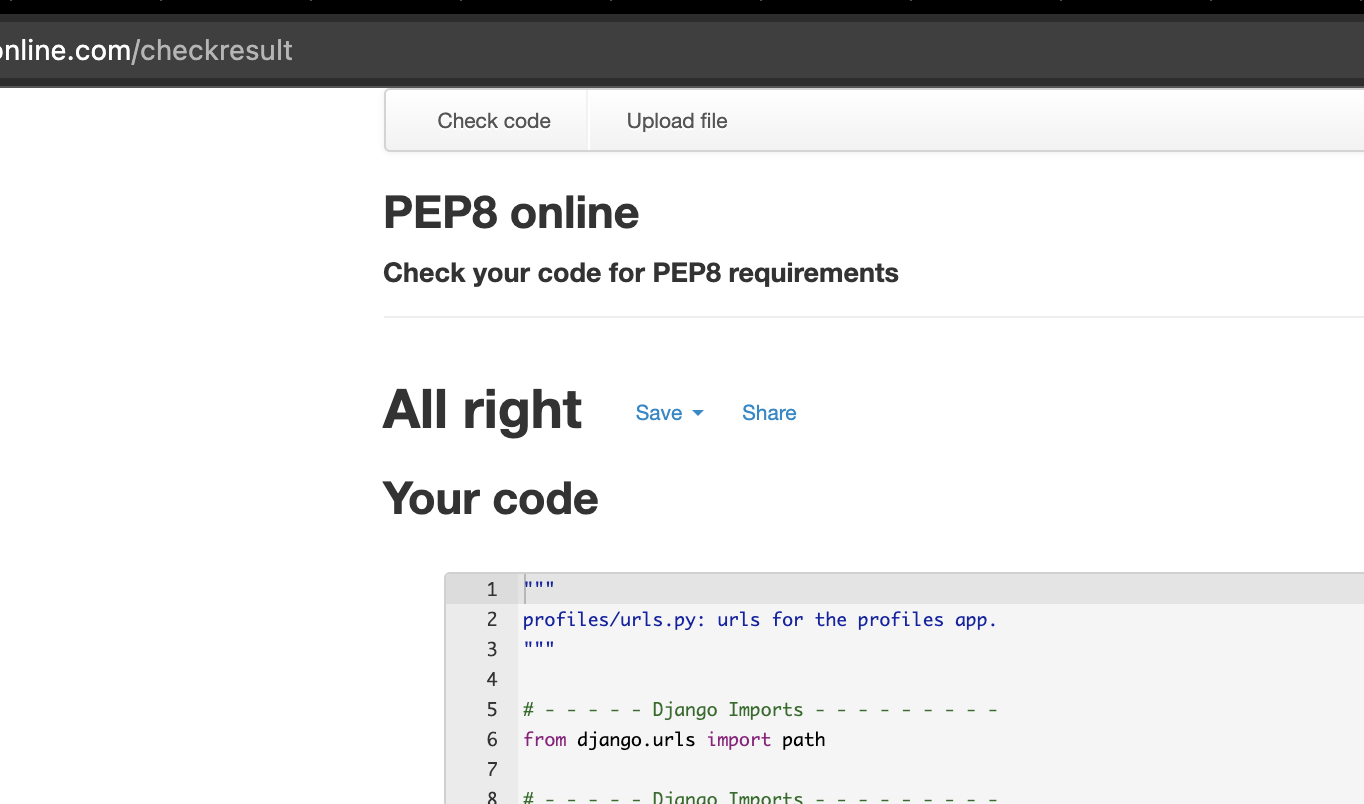 nline.com/checkresult
Check code Upload file
PEP8 online
Check your code for PEP8 requirements
All right Save Share
Your code
1 """
2 profiles/urls.py: urls for the profiles app.
3 """
4
5 # - - - - - Django Imports - - - - - - - - -
6 from django.urls import path
7
8 # - - - - - Django Imports - - - - - - - - -